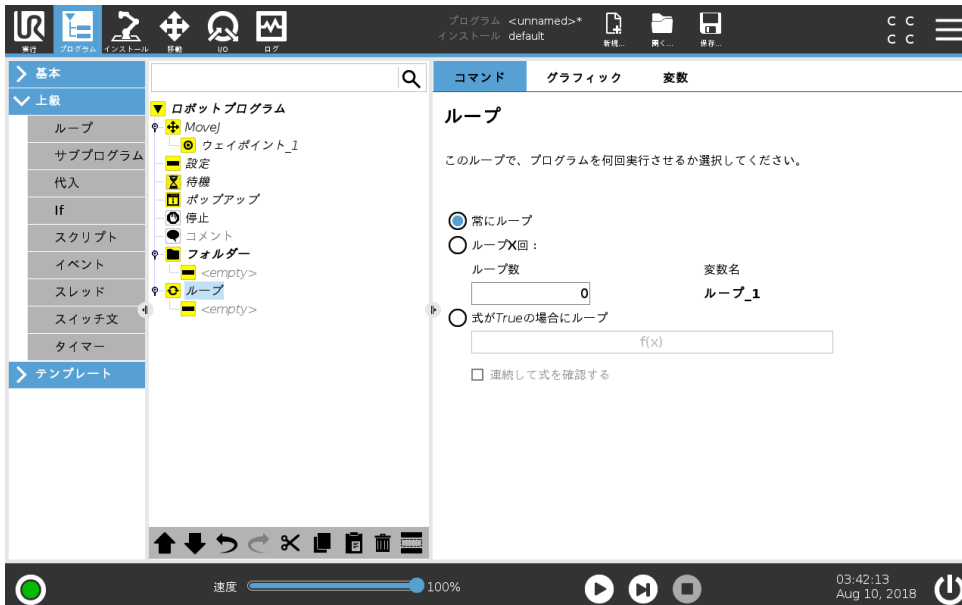 プログラム <unnamed>*
インストール default
C C
C C
実行
プログラム
インストール
移動
I/O
ログ
新規...
開く...
保存...
基本
上級
ループ
サブプログラム
代入
If
スクリプト
イベント
スレッド
スイッチ文
タイマー
テンプレート
ロボットプログラム
MoveJ
ウェイポイント_1
設定
待機
ポップアップ
停止
コメント
フォルダー
<empty>
ループ
<empty>
コマンド グラフィック 変数
ループ
このループで、プログラムを何回実行させるか選択してください。
常にループ
ループX回：
ループ数 変数名
0 ループ_1
式がTrueの場合にループ
f(x)
連続して式を確認する
速度 100%
03:42:13
Aug 10, 2018